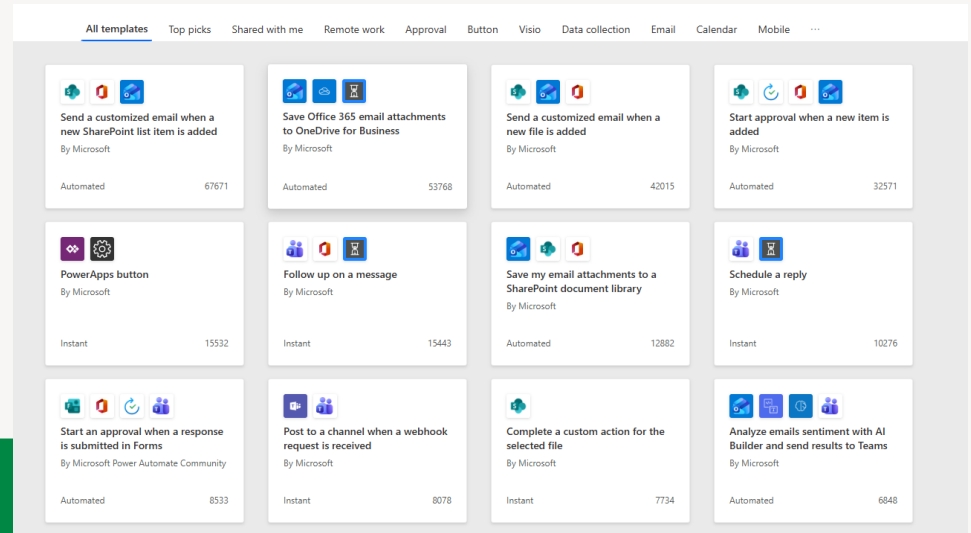 All templates Top picks Shared with me Remote work Approval Button Visio Data collection Email Calendar Mobile ...
Send a customized email when a
new SharePoint list item is added
By Microsoft
Automated 67671
Save Office 365 email attachments
to OneDrive for Business
By Microsoft
Automated 53768
Send a customized email when a
new file is added
By Microsoft
Automated 42015
Start approval when a new item is
added
By Microsoft
Automated 32571
PowerApps button
By Microsoft
Instant 15532
Follow up on a message
By Microsoft
Instant 15443
Save my email attachments to a
SharePoint document library
By Microsoft
Automated 12882
Schedule a reply
By Microsoft
Instant 10276
Start an approval when a response
is submitted in Forms
By Microsoft Power Automate Community
Automated 8533
Post to a channel when a webhook
request is received
By Microsoft
Instant 8078
Complete a custom action for the
selected file
By Microsoft
Instant 7734
Analyze emails sentiment with AI
Builder and send results to Teams
By Microsoft
Automated 6848